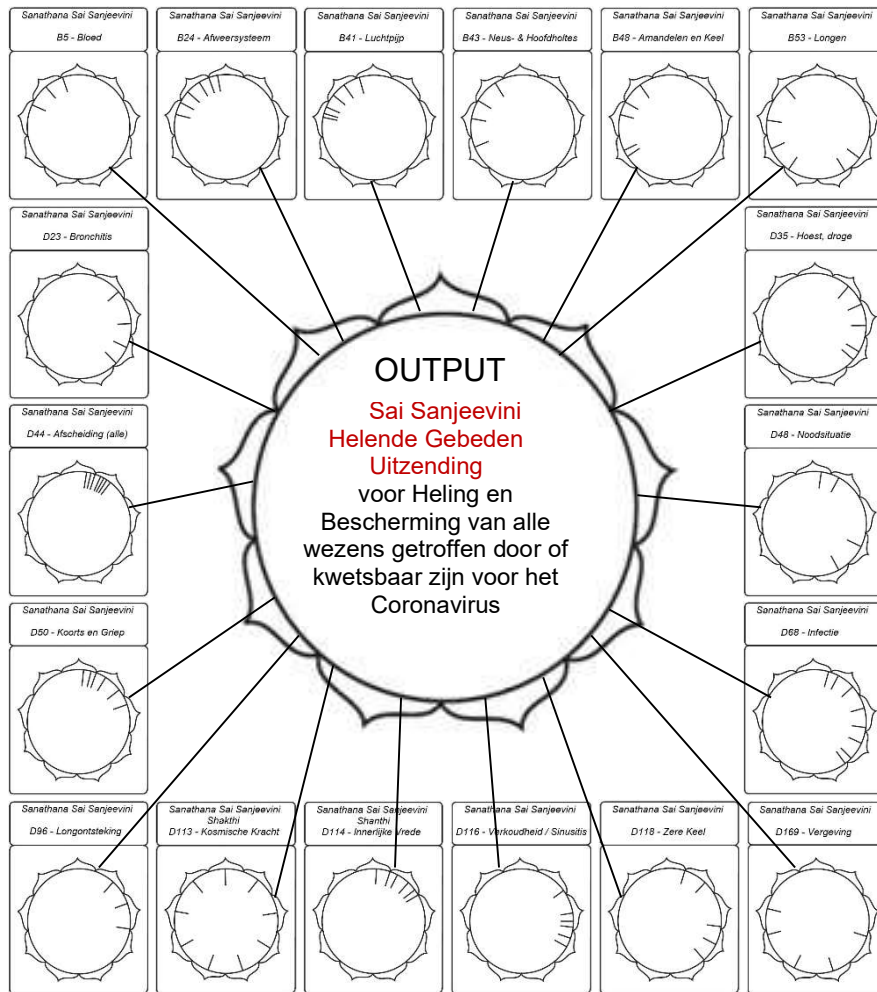 Sanathana Sai Sanjeevini
B5 - Bloed
Sanathana Sai Sanjeevini
B24 - Afweersysteem
Sanathana Sai Sanjeevini
B41 - Luchtpijp
Sanathana Sai Sanjeevini
B43 - Neus- & Hoofdholtes
Sanathana Sai Sanjeevini
B48 - Amandelen en Keel
Sanathana Sai Sanjeevini
B53 - Longen
Sanathana Sai Sanjeevini
D23 - Bronchitis
Sanathana Sai Sanjeevini
D35 - Hoest, droge
OUTPUT
Sai Sanjeevini
Helende Gebeden
Uitzending
voor Heling en
Bescherming van alle
wezens getroffen door of
kwetsbaar zijn voor het
Coronavirus
Sanathana Sai Sanjeevini
D44 - Afscheiding (alle)
Sanathana Sai Sanjeevini
D48 - Noodsituatie
Sanathana Sai Sanjeevini
D50 - Koorts en Griep
Sanathana Sai Sanjeevini
D68 - Infectie
Sanathana Sai Sanjeevini
D96 - Longontsteking
Sanathana Sai Sanjeevini
Shakthi
D113 - Kosmische Kracht
Sanathana Sai Sanjeevini
Shanthi
D114 - Innerlijke Vrede
Sanathana Sai Sanjeevini
D116 - Verkoudheid / Sinusitis
Sanathana Sai Sanjeevini
D118 - Zere Keel
Sanathana Sai Sanjeevini
D169 - Vergeving